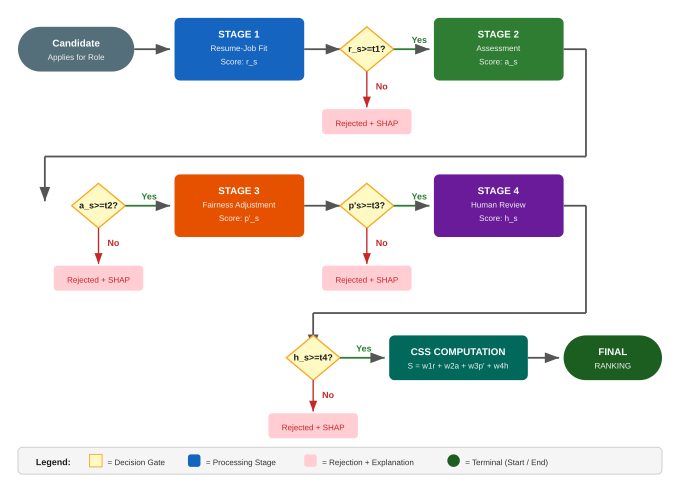 Candidate
Applies for Role
STAGE 1
Resume-Job Fit
Score: r_s
r_s>=t1?
Yes
No
Rejected + SHAP
STAGE 2
Assessment
Score: a_s
a_s>=t2?
Yes
No
Rejected + SHAP
STAGE 3
Fairness Adjustment
Score: p'_s
p's>=t3?
Yes
No
Rejected + SHAP
STAGE 4
Human Review
Score: h_s
h_s>=t4?
Yes
No
Rejected + SHAP
CSS COMPUTATION
S = w1r + w2a + w3p' + w4h
FINAL
RANKING
Legend:
= Decision Gate
= Processing Stage
= Rejection + Explanation
= Terminal (Start / End)